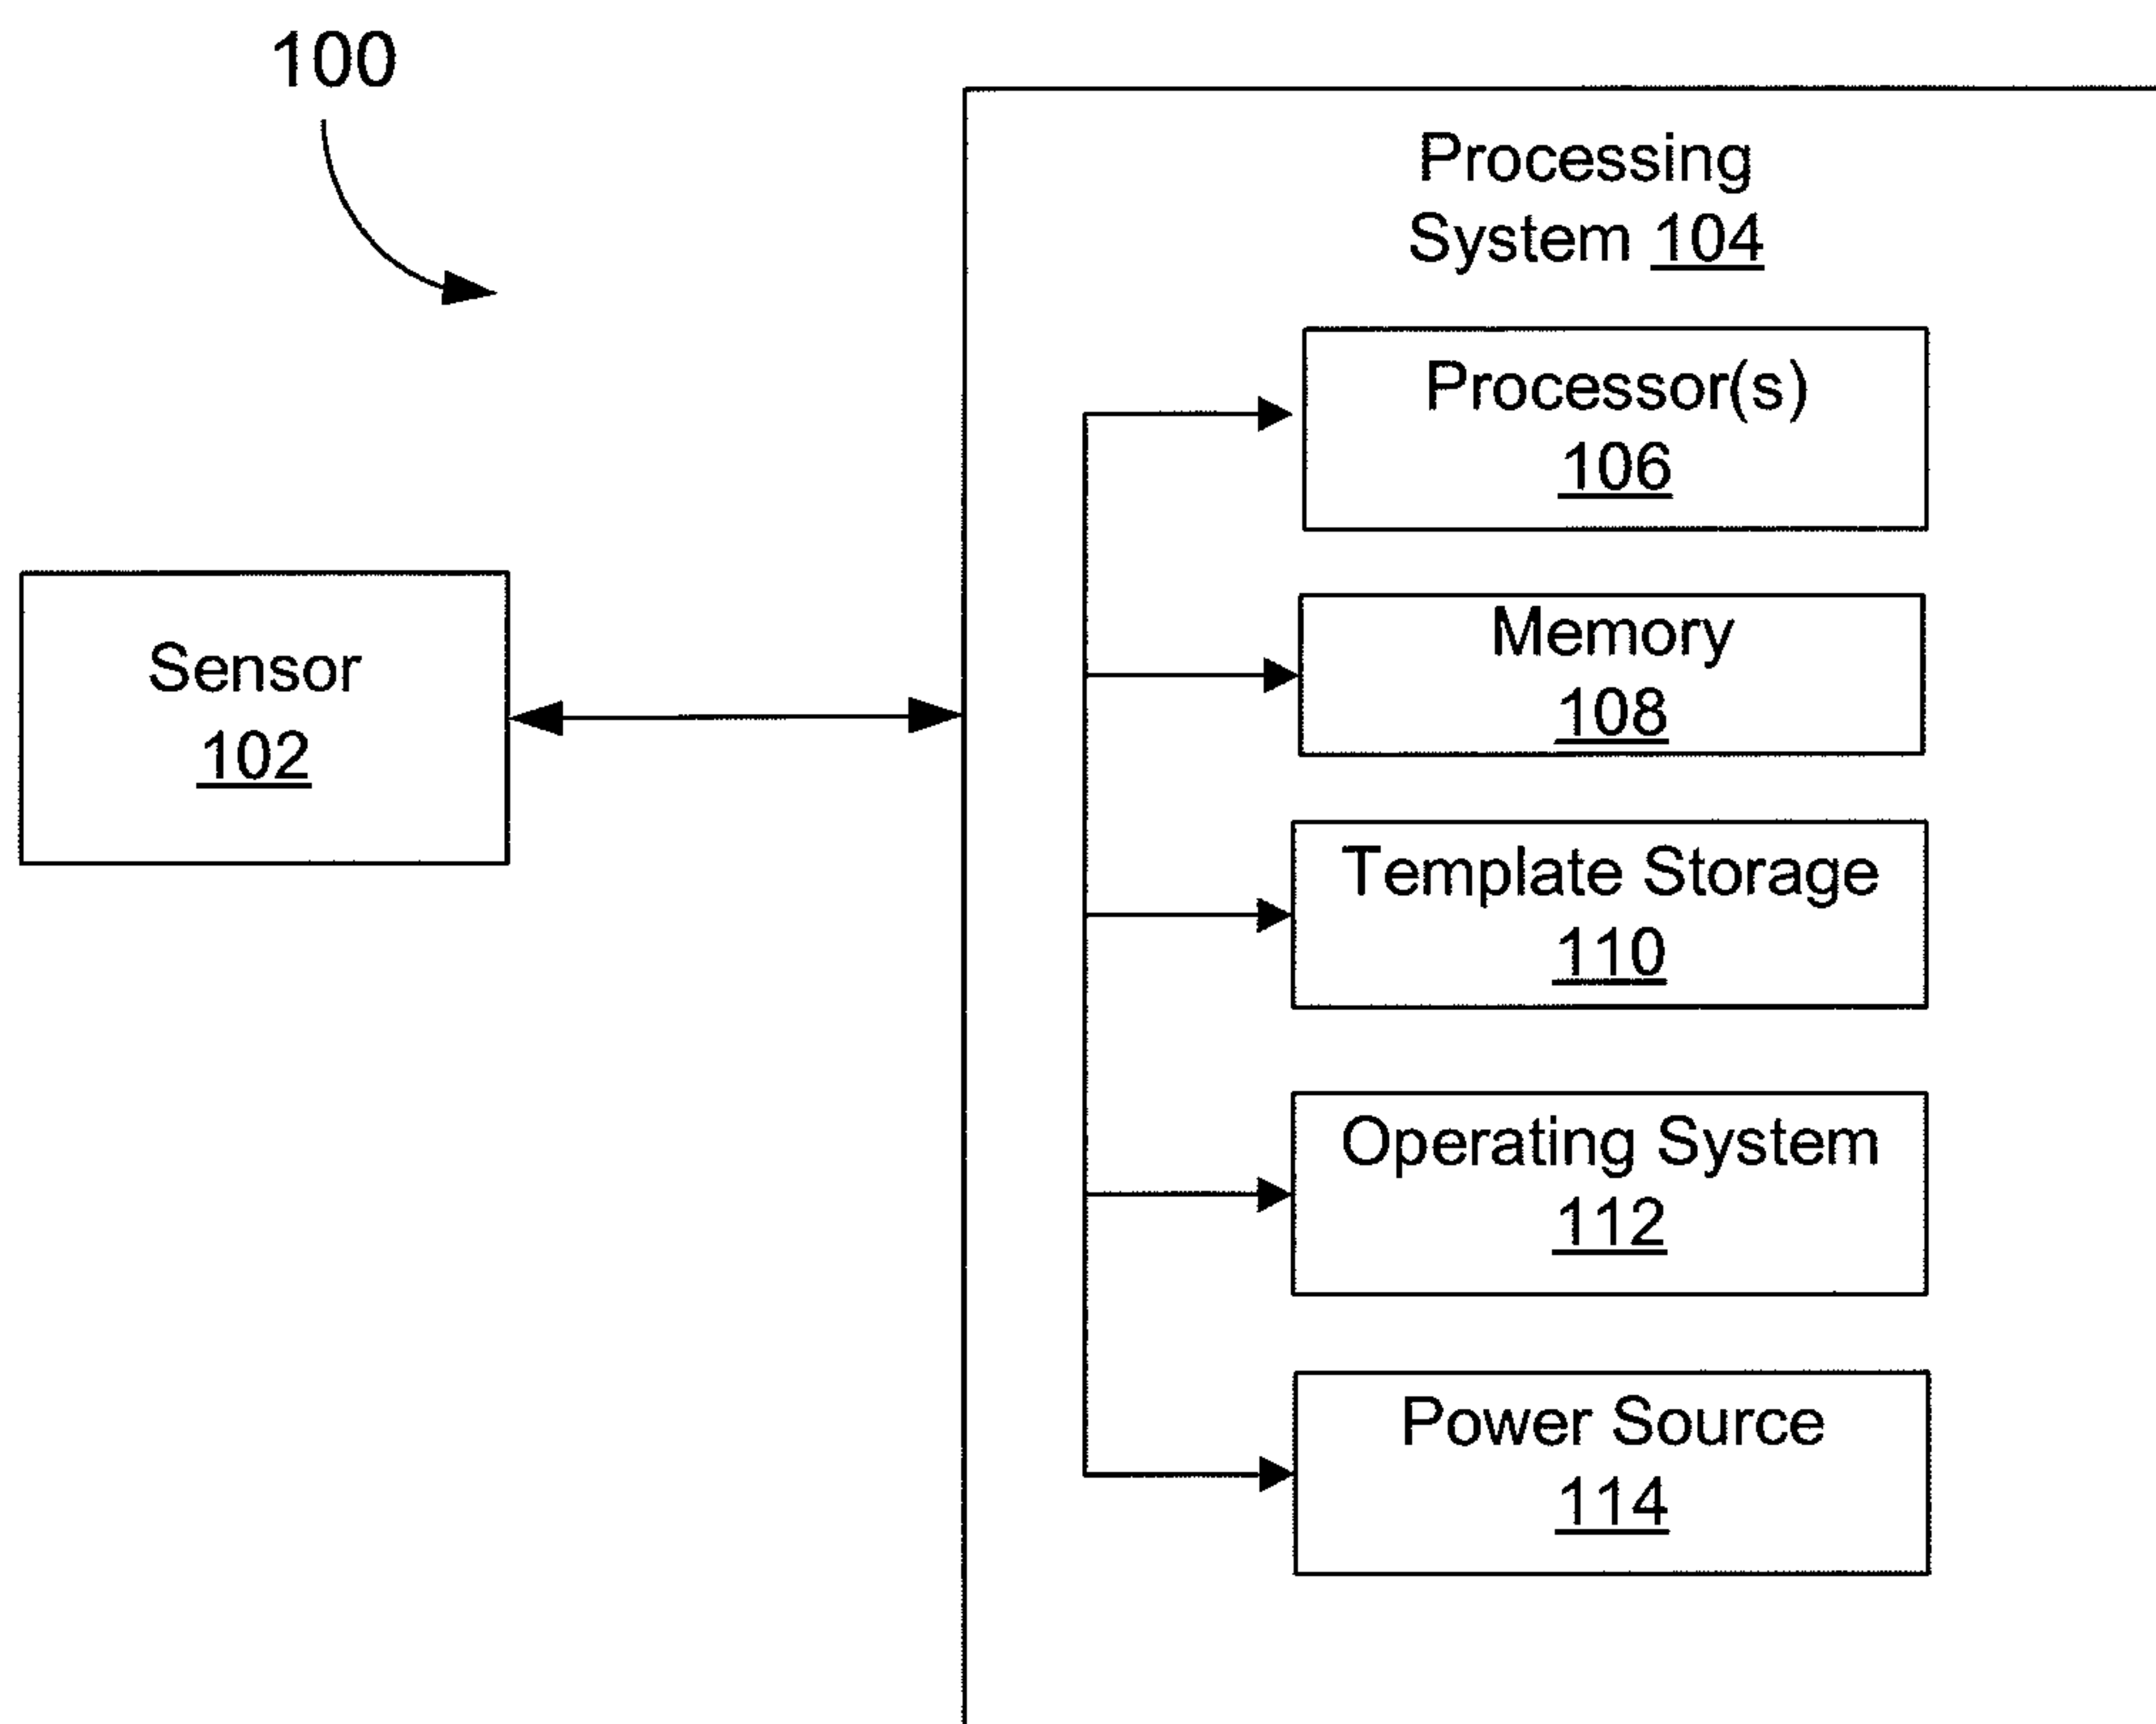 100
Processing
System 104
Processor(s)
106
Memory
108
Sensor
102
Template Storage
110
Operating System
112
Power Source
114